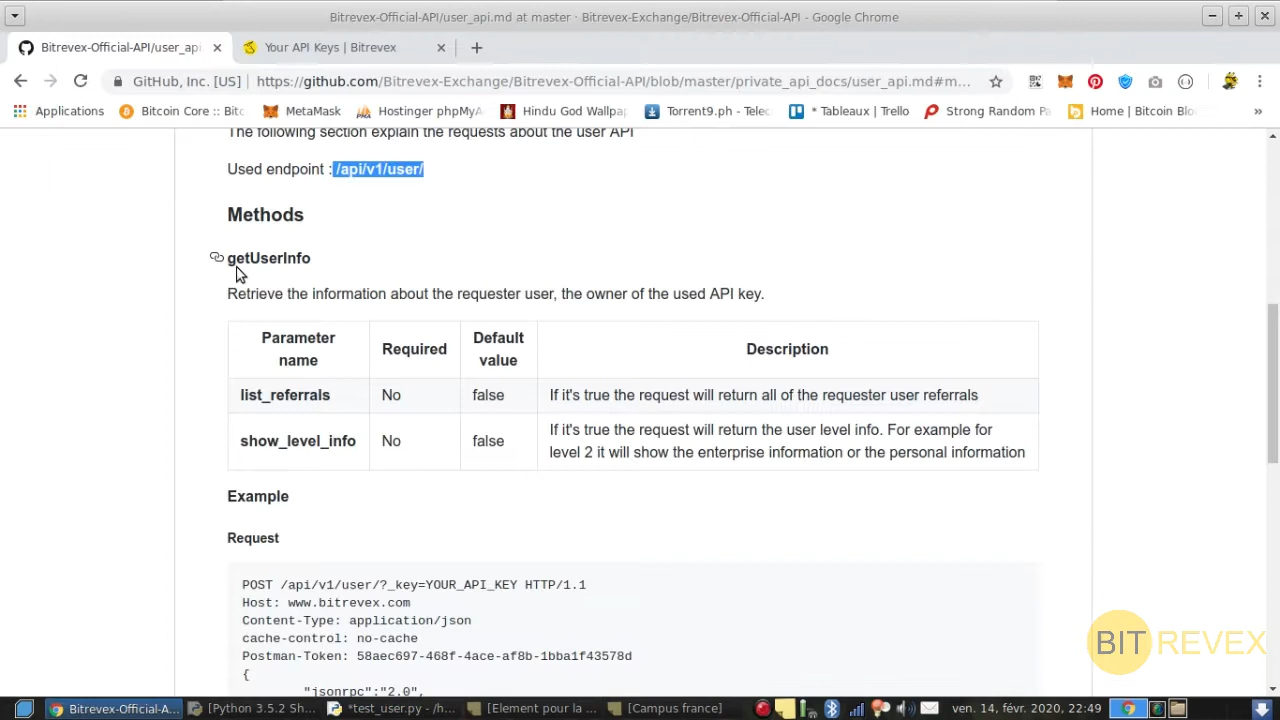 Bitrevex-Official-API/user_api.md at master · Bitrevex-Exchange/Bitrevex-Official-API - Google Chrome
Bitrevex-Official-API/user_api
Your API Keys | Bitrevex
GitHub, Inc. [US] https://github.com/Bitrevex-Exchange/Bitrevex-Official-API/blob/master/private_api_docs/user_api.md#m...
Applications Bitcoin Core :: Bitc MetaMask Hostinger phpMyA Hindu God Wallpap Torrent9.ph - Telec * Tableaux | Trello Strong Random Pa Home | Bitcoin Blo »
The following section explain the requests about the user API
Used endpoint : /api/v1/user/
Methods
getUserInfo
Retrieve the information about the requester user, the owner of the used API key.
Parameter name Required Default value Description
list_referrals No false If it's true the request will return all of the requester user referrals
show_level_info No false If it's true the request will return the user level info. For example for
level 2 it will show the enterprise information or the personal information
Example
Request
POST /api/v1/user/?_key=YOUR_API_KEY HTTP/1.1
Host: www.bitrevex.com
Content-Type: application/json
cache-control: no-cache
Postman-Token: 58aec697-468f-4ace-af8b-1bba1f43578d
{
"jsonrpc":"2.0",
BITREVEX
Bitrevex-Official-A... [Python 3.5.2 Sh... *test_user.py - /h... [Element pour la ... [Campus france] ven. 14, févr. 2020, 22:49